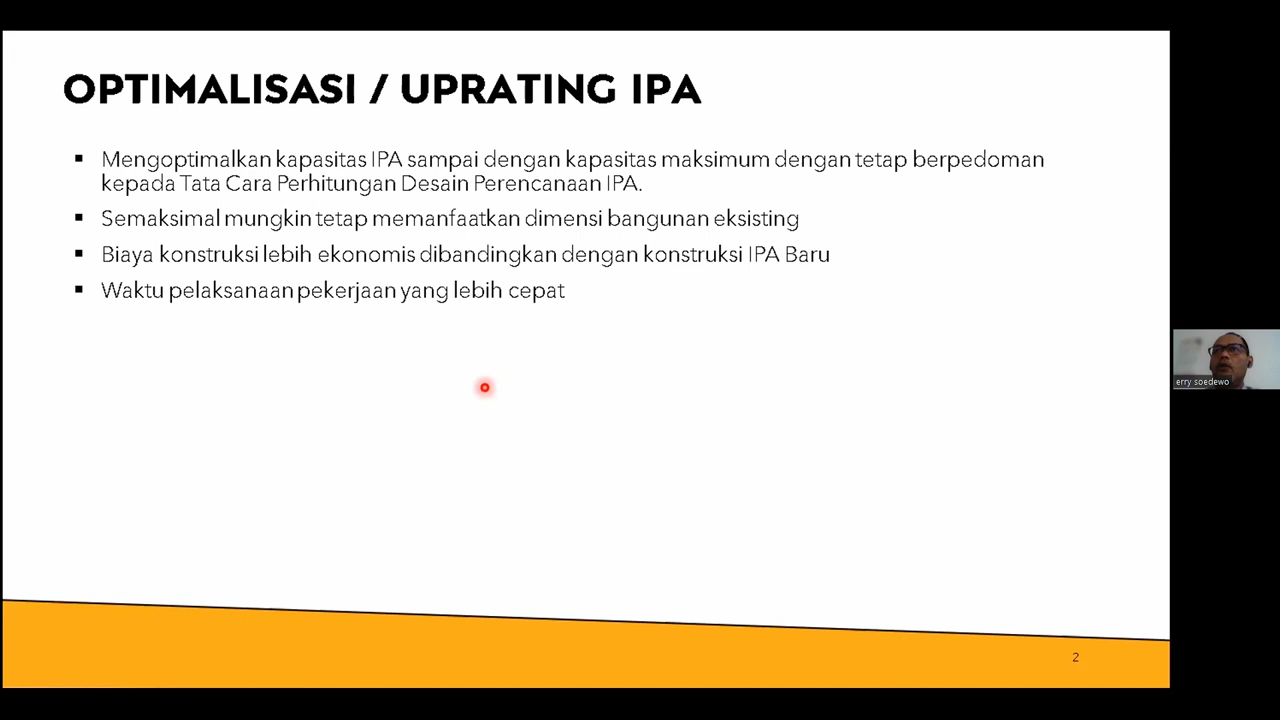 OPTIMALISASI / UPRATING IPA
▪ Mengoptimalkan kapasitas IPA sampai dengan kapasitas maksimum dengan tetap berpedoman
kepada Tata Cara Perhitungan Desain Perencanaan IPA.
▪ Semaksimal mungkin tetap memanfaatkan dimensi bangunan eksisting
▪ Biaya konstruksi lebih ekonomis dibandingkan dengan konstruksi IPA Baru
▪ Waktu pelaksanaan pekerjaan yang lebih cepat
erry soedewo
2